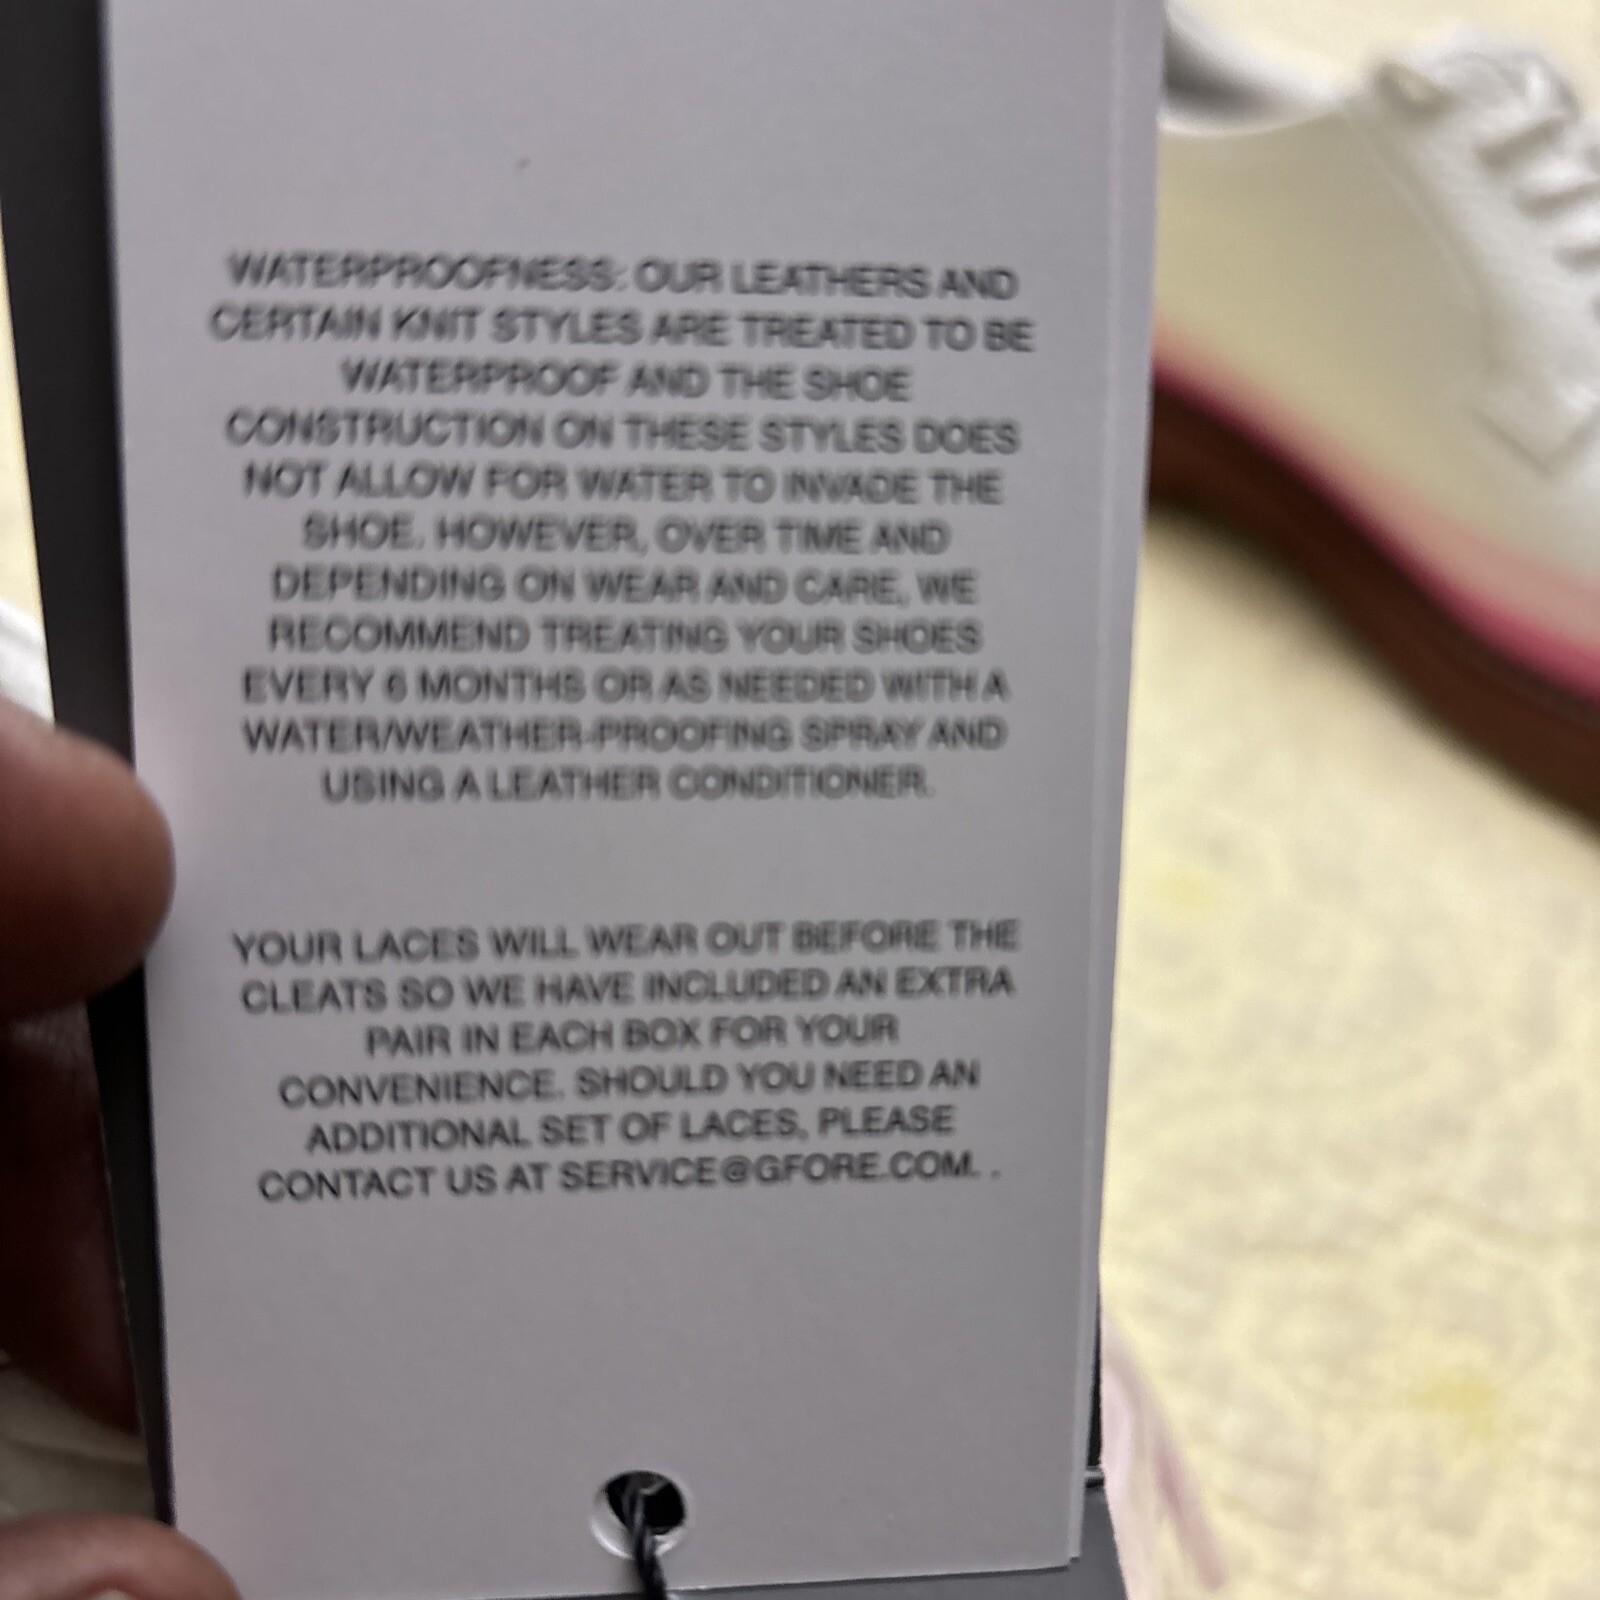 WATERPROOFNESS: OUR LEATHERS AND
CERTAIN KNIT STYLES ARE TREATED TO BE
WATERPROOF AND THE SHOE
CONSTRUCTION ON THESE STYLES DOES
NOT ALLOW FOR WATER TO INVADE THE
SHOE. HOWEVER, OVER TIME AND
DEPENDING ON WEAR AND CARE, WE
RECOMMEND TREATING YOUR SHOES
EVERY 6 MONTHS OR AS NEEDED WITH A
WATER/WEATHER-PROOFING SPRAY AND
USING A LEATHER CONDITIONER.
YOUR LACES WILL WEAR OUT BEFORE THE
CLEATS SO WE HAVE INCLUDED AN EXTRA
PAIR IN EACH BOX FOR YOUR
CONVENIENCE. SHOULD YOU NEED AN
ADDITIONAL SET OF LACES, PLEASE
CONTACT US AT SERVICE@GFORE.COM. .